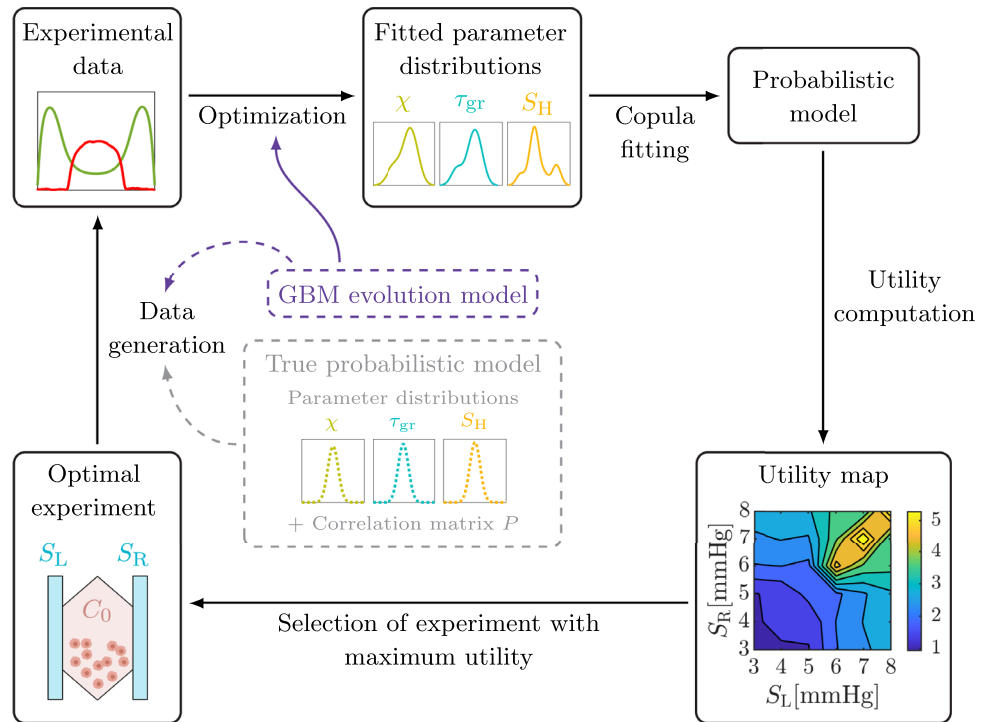 Experimental
data
Optimization
Fitted parameter
distributions
χ τgr SH
Copula
fitting
Probabilistic
model
Utility
computation
GBM evolution model
Data
generation
True probabilistic model
Parameter distributions
χ τgr SH
+ Correlation matrix P
Optimal
experiment
SL SR
C0
Selection of experiment with
maximum utility
Utility map
SR[mmHg]
8
7
6
5
4
3
3 4 5 6 7 8
SL[mmHg]
5
4
3
2
1